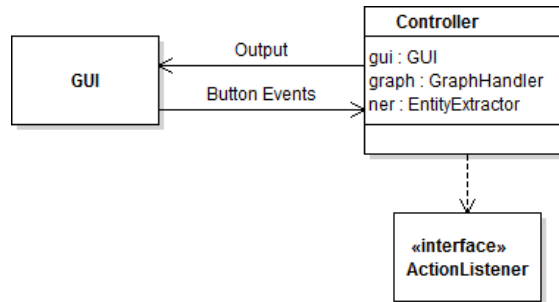 Controller
Output
gui : GUI
GUI
graph : GraphHandler
Button Events
ner : EntityExtractor
«interface»
ActionListener